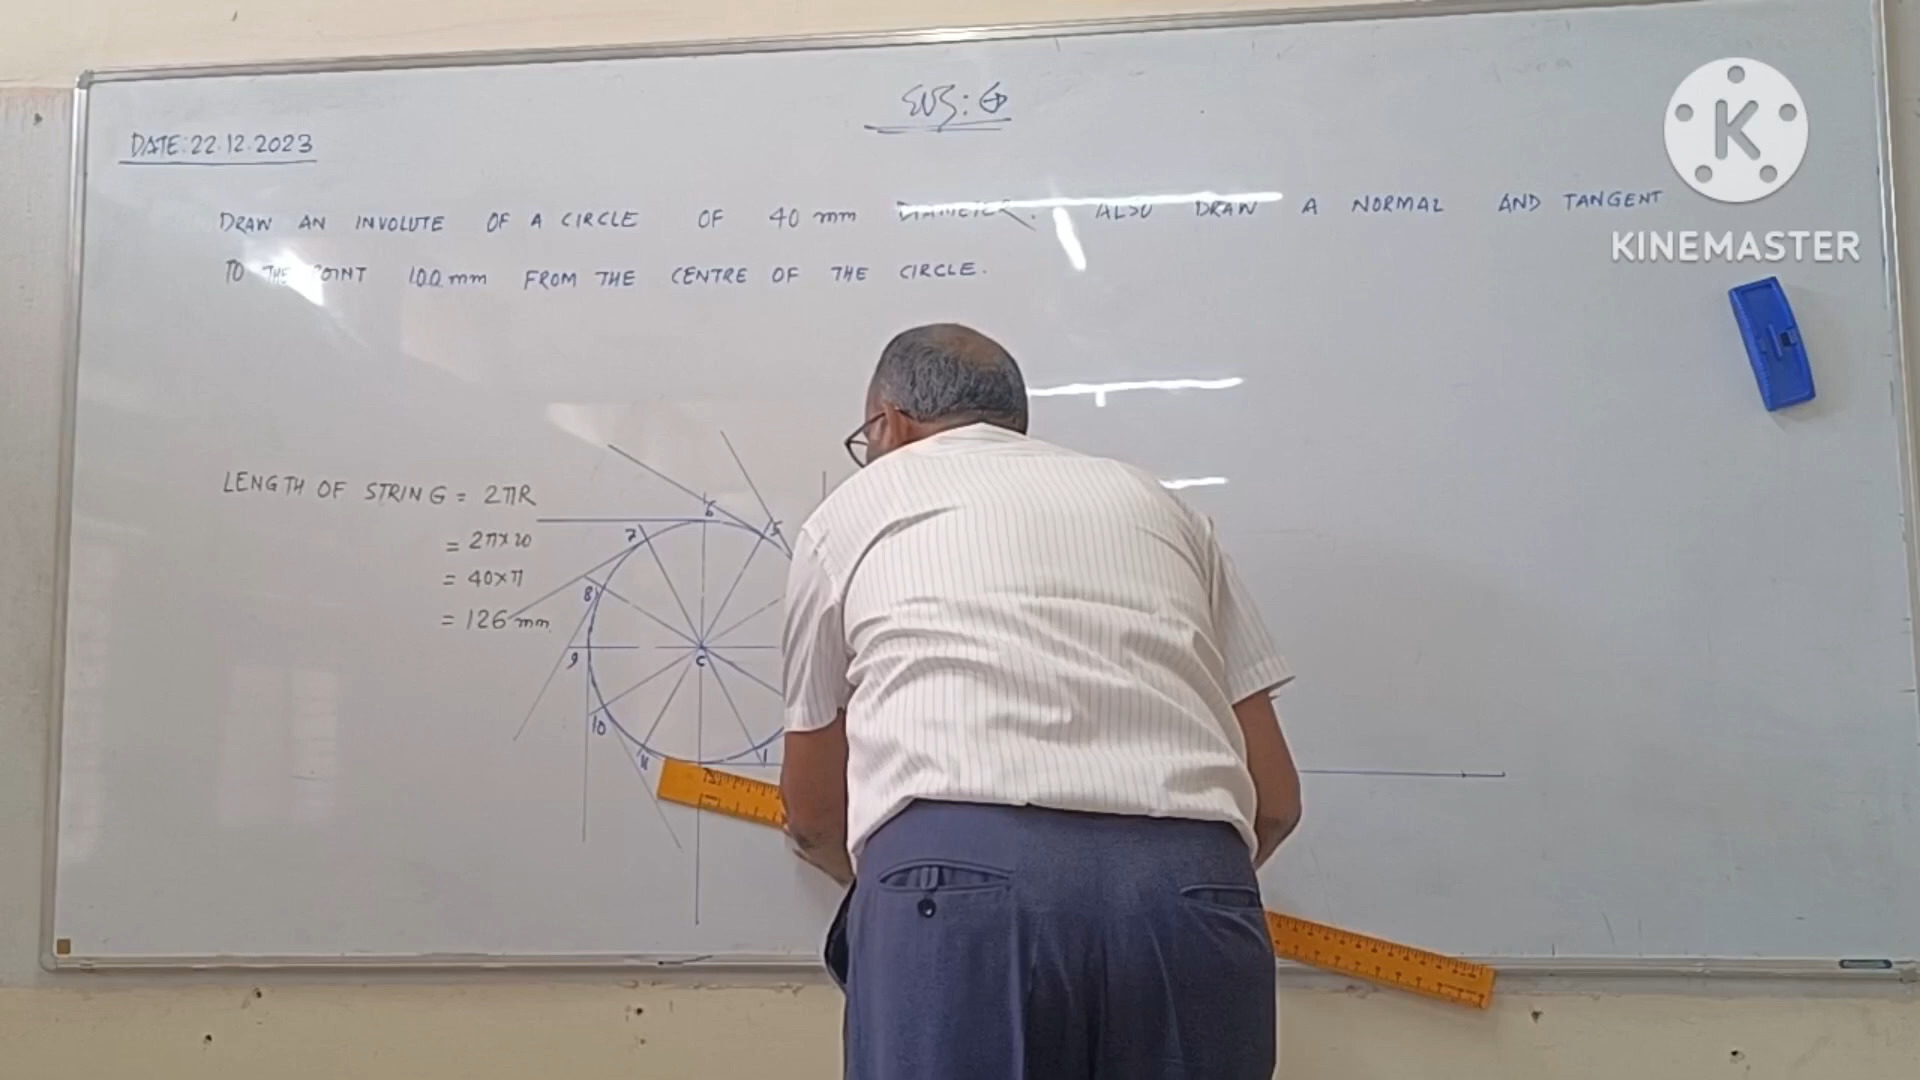 DATE: 22.12.2023
K
KINEMASTER
DRAW AN INVOLUTE OF A CIRCLE OF 40 mm DIAMETER. ALSO DRAW A NORMAL AND TANGENT
TO THE POINT 100 mm FROM THE CENTRE OF THE CIRCLE.
LENGTH OF STRING = 2πR
= 2π×20
= 40×π
= 126 mm
6
5
7
8
9
C
10
11
1
12